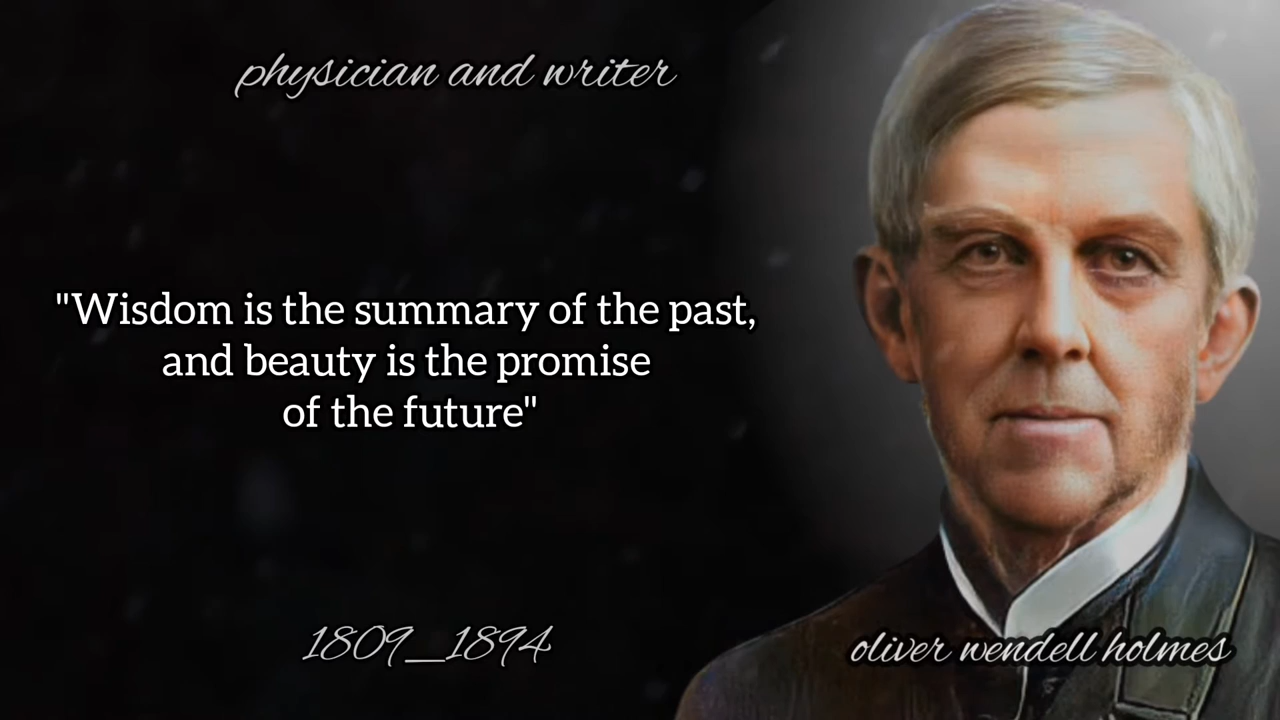 physician and writer
"Wisdom is the summary of the past,
and beauty is the promise
of the future"
1809_1894
oliver wendell holmes